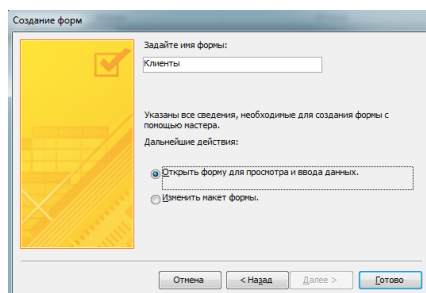 Создание форм
Задайте имя формы:
Клиенты
Указаны все сведения, необходимые для создания формы с
помощью мастера.
Дальнейшие действия:
Открыть форму для просмотра и ввода данных.
Изменить макет формы.
Отмена < Назад Далее > Готово